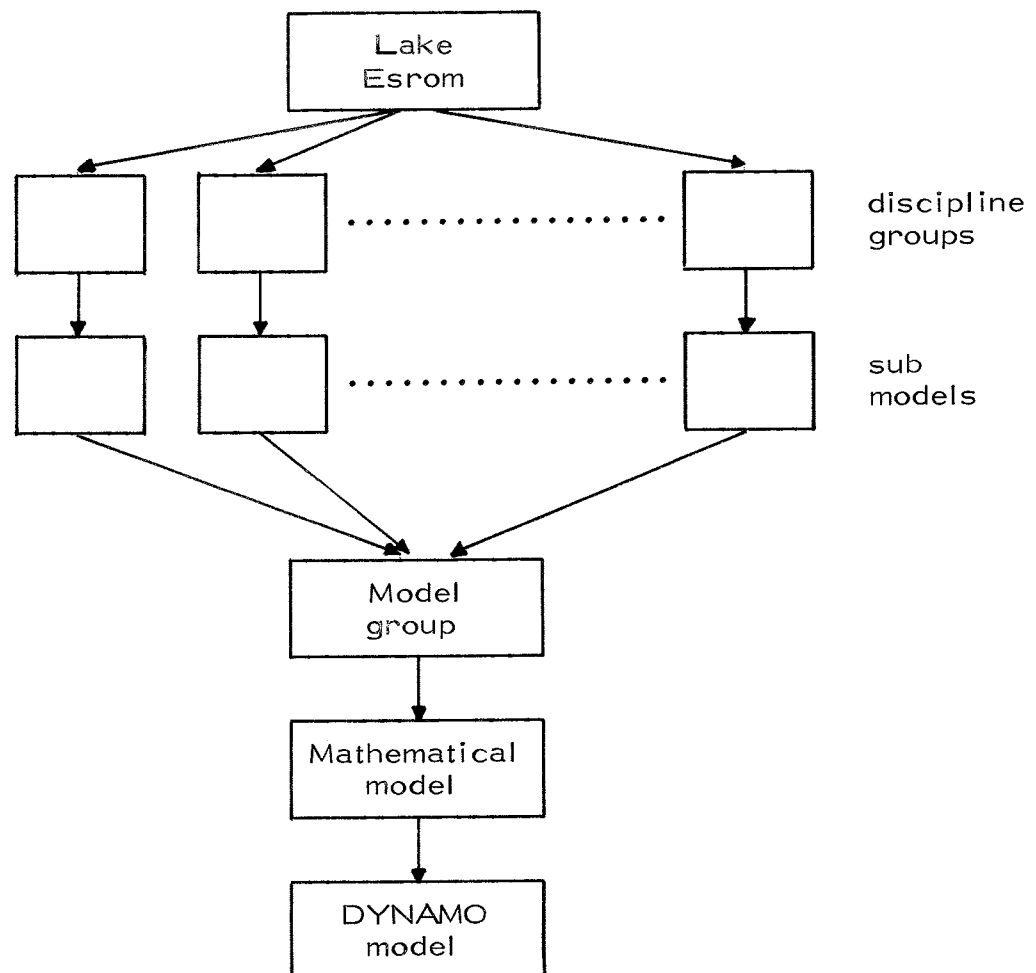 Lake
Esrom
discipline
groups
sub
models
Model
group
Mathematical
model
DYNAMO
model